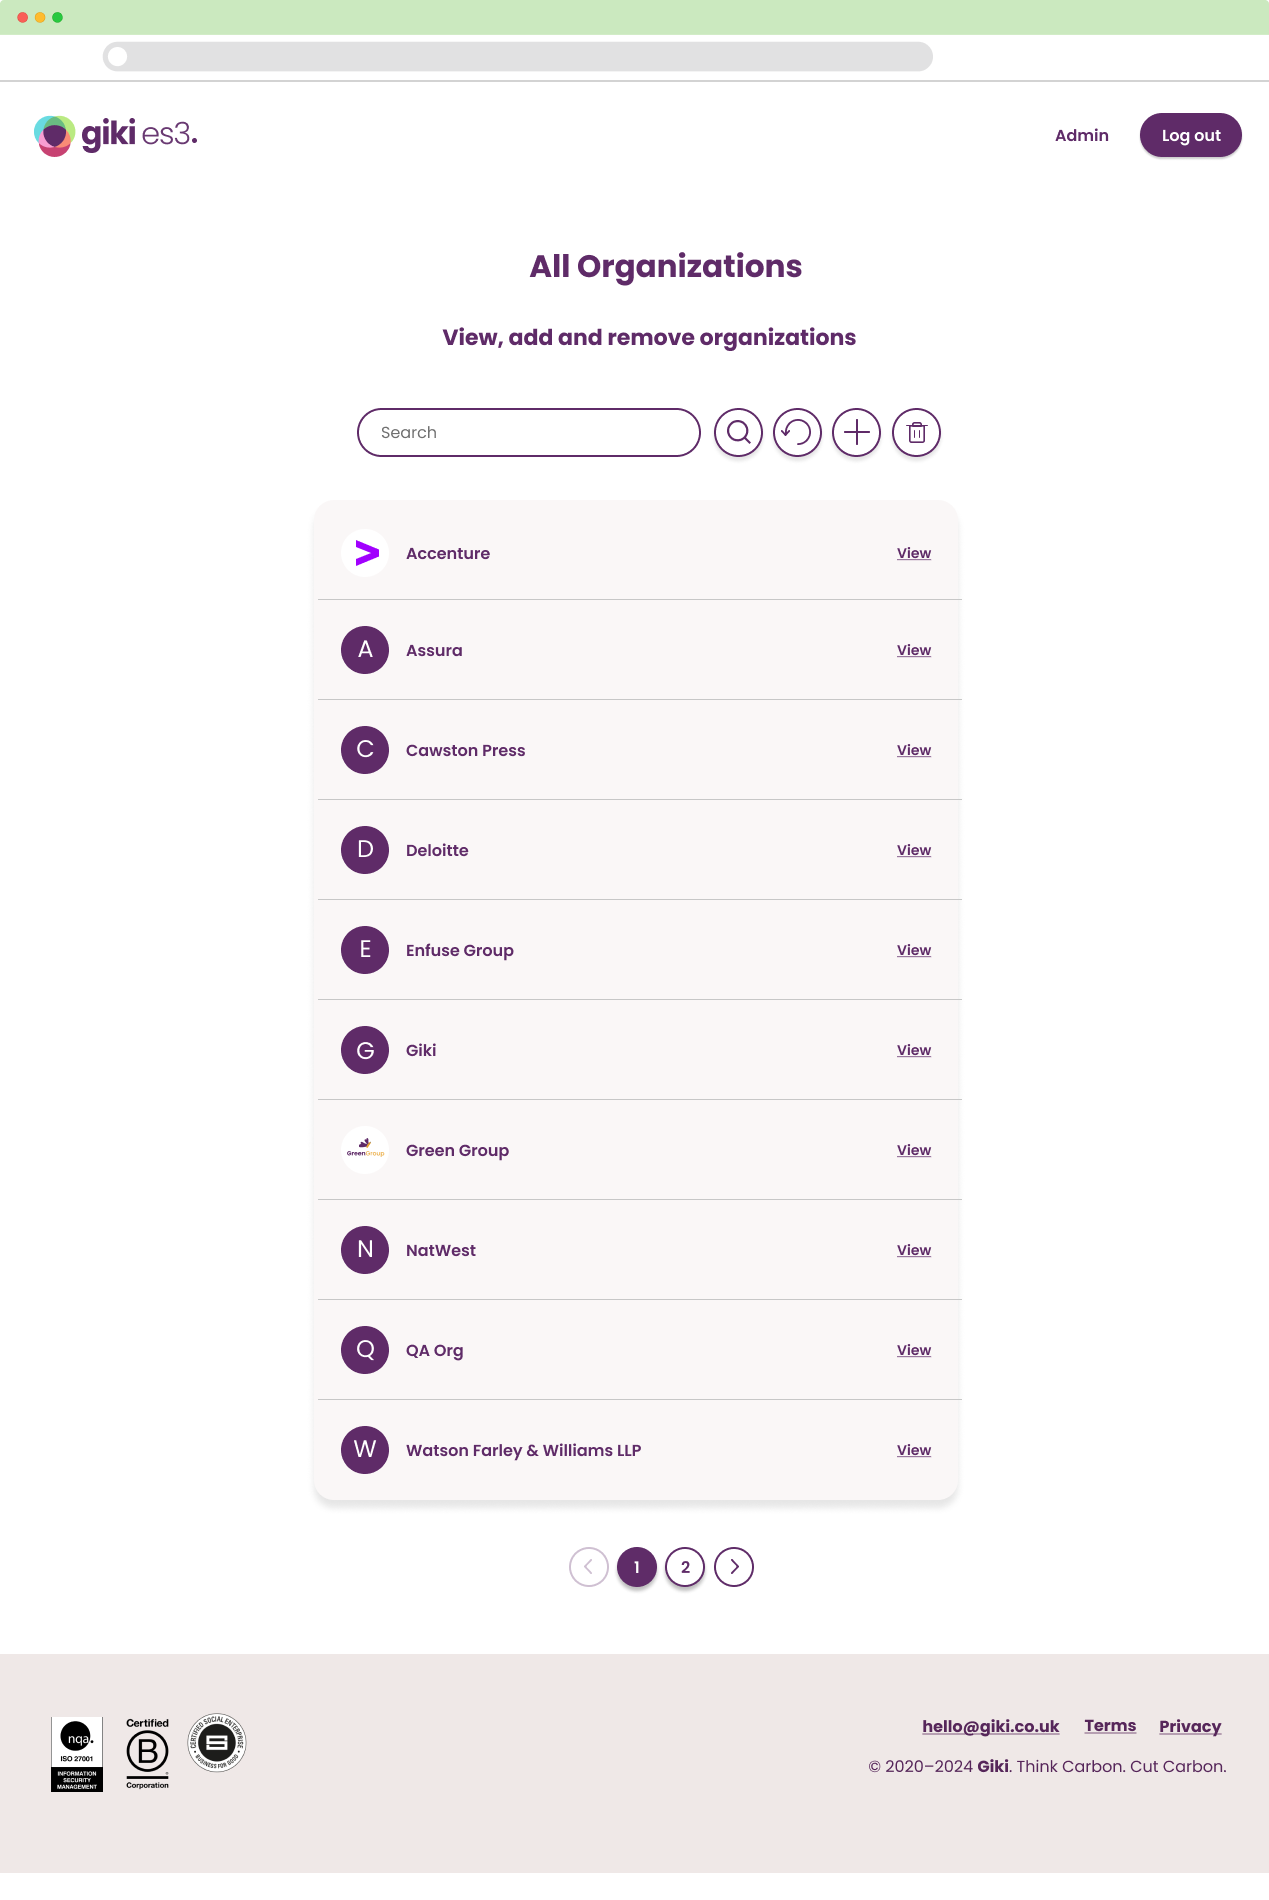 giki es3.
Admin
Log out
All Organizations
View, add and remove organizations
Search
Accenture
View
A
Assura
View
C
Cawston Press
View
D
Deloitte
View
E
Enfuse Group
View
G
Giki
View
GreenGroup
Green Group
View
N
NatWest
View
Q
QA Org
View
W
Watson Farley & Williams LLP
View
1
2
nqa.
ISO 27001
INFORMATION
SECURITY
MANAGEMENT
Certified
B
Corporation
CERTIFIED SOCIAL ENTERPRISE
BUSINESS FOR GOOD
hello@giki.co.uk
Terms
Privacy
© 2020–2024 Giki. Think Carbon. Cut Carbon.